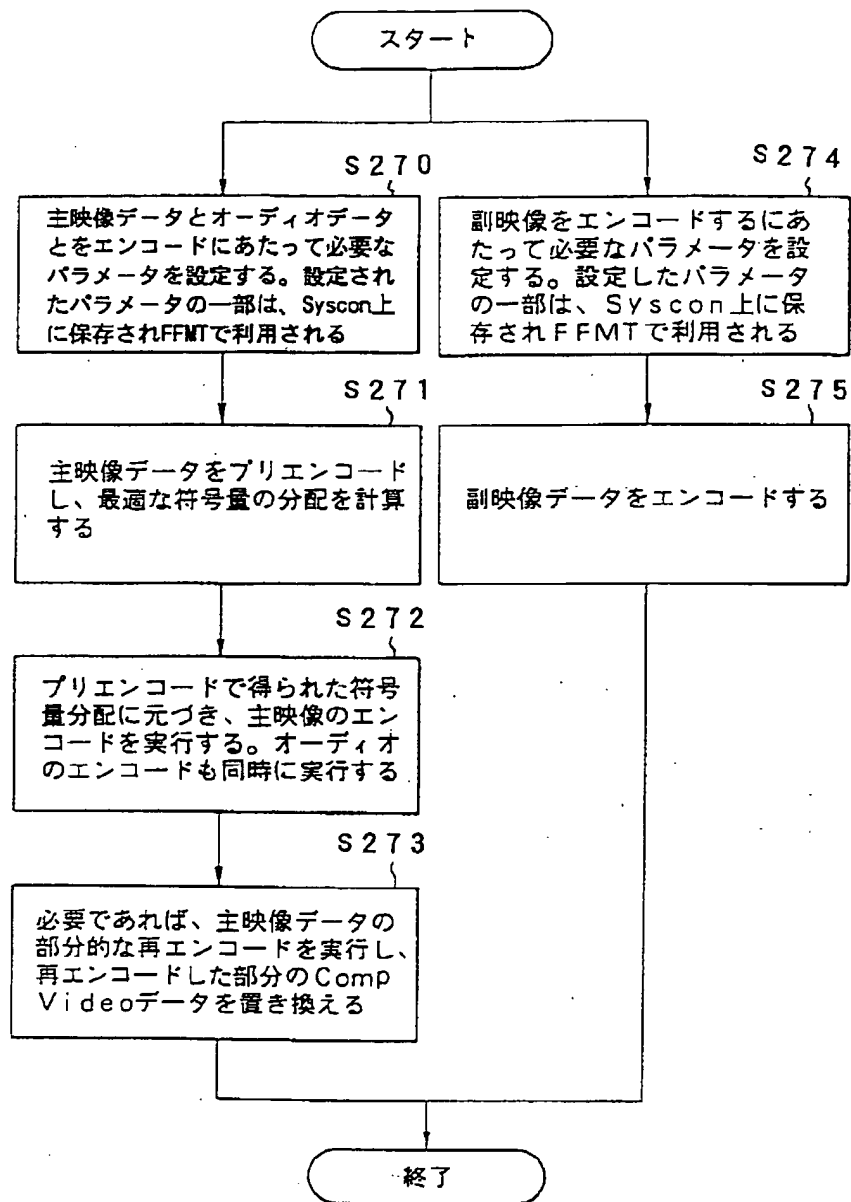 スタート
S270
主映像データとオーディオデータ
とをエンコードにあたって必要な
パラメータを設定する。設定され
たパラメータの一部は、Syscon上
に保存されFFMTで利用される
S271
主映像データをプリエンコード
し、最適な符号量の分配を計算
する
S272
プリエンコードで得られた符号
量分配に元づき、主映像のエン
コードを実行する。オーディオ
のエンコードも同時に実行する
S273
必要であれば、主映像データの
部分的な再エンコードを実行し、
再エンコードした部分のComp
Videoデータを置き換える
S274
副映像をエンコードするにあ
たって必要なパラメータを設
定する。設定したパラメータ
の一部は、Syscon上に保
存されFFMTで利用される
S275
副映像データをエンコードする
終了